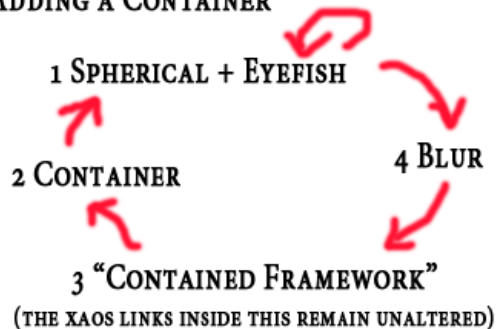 ADDING A CONTAINER
1 SPHERICAL + EYEFISH
4 BLUR
2 CONTAINER
3 “CONTAINED FRAMEWORK”
(THE XAOS LINKS INSIDE THIS REMAIN UNALTERED)